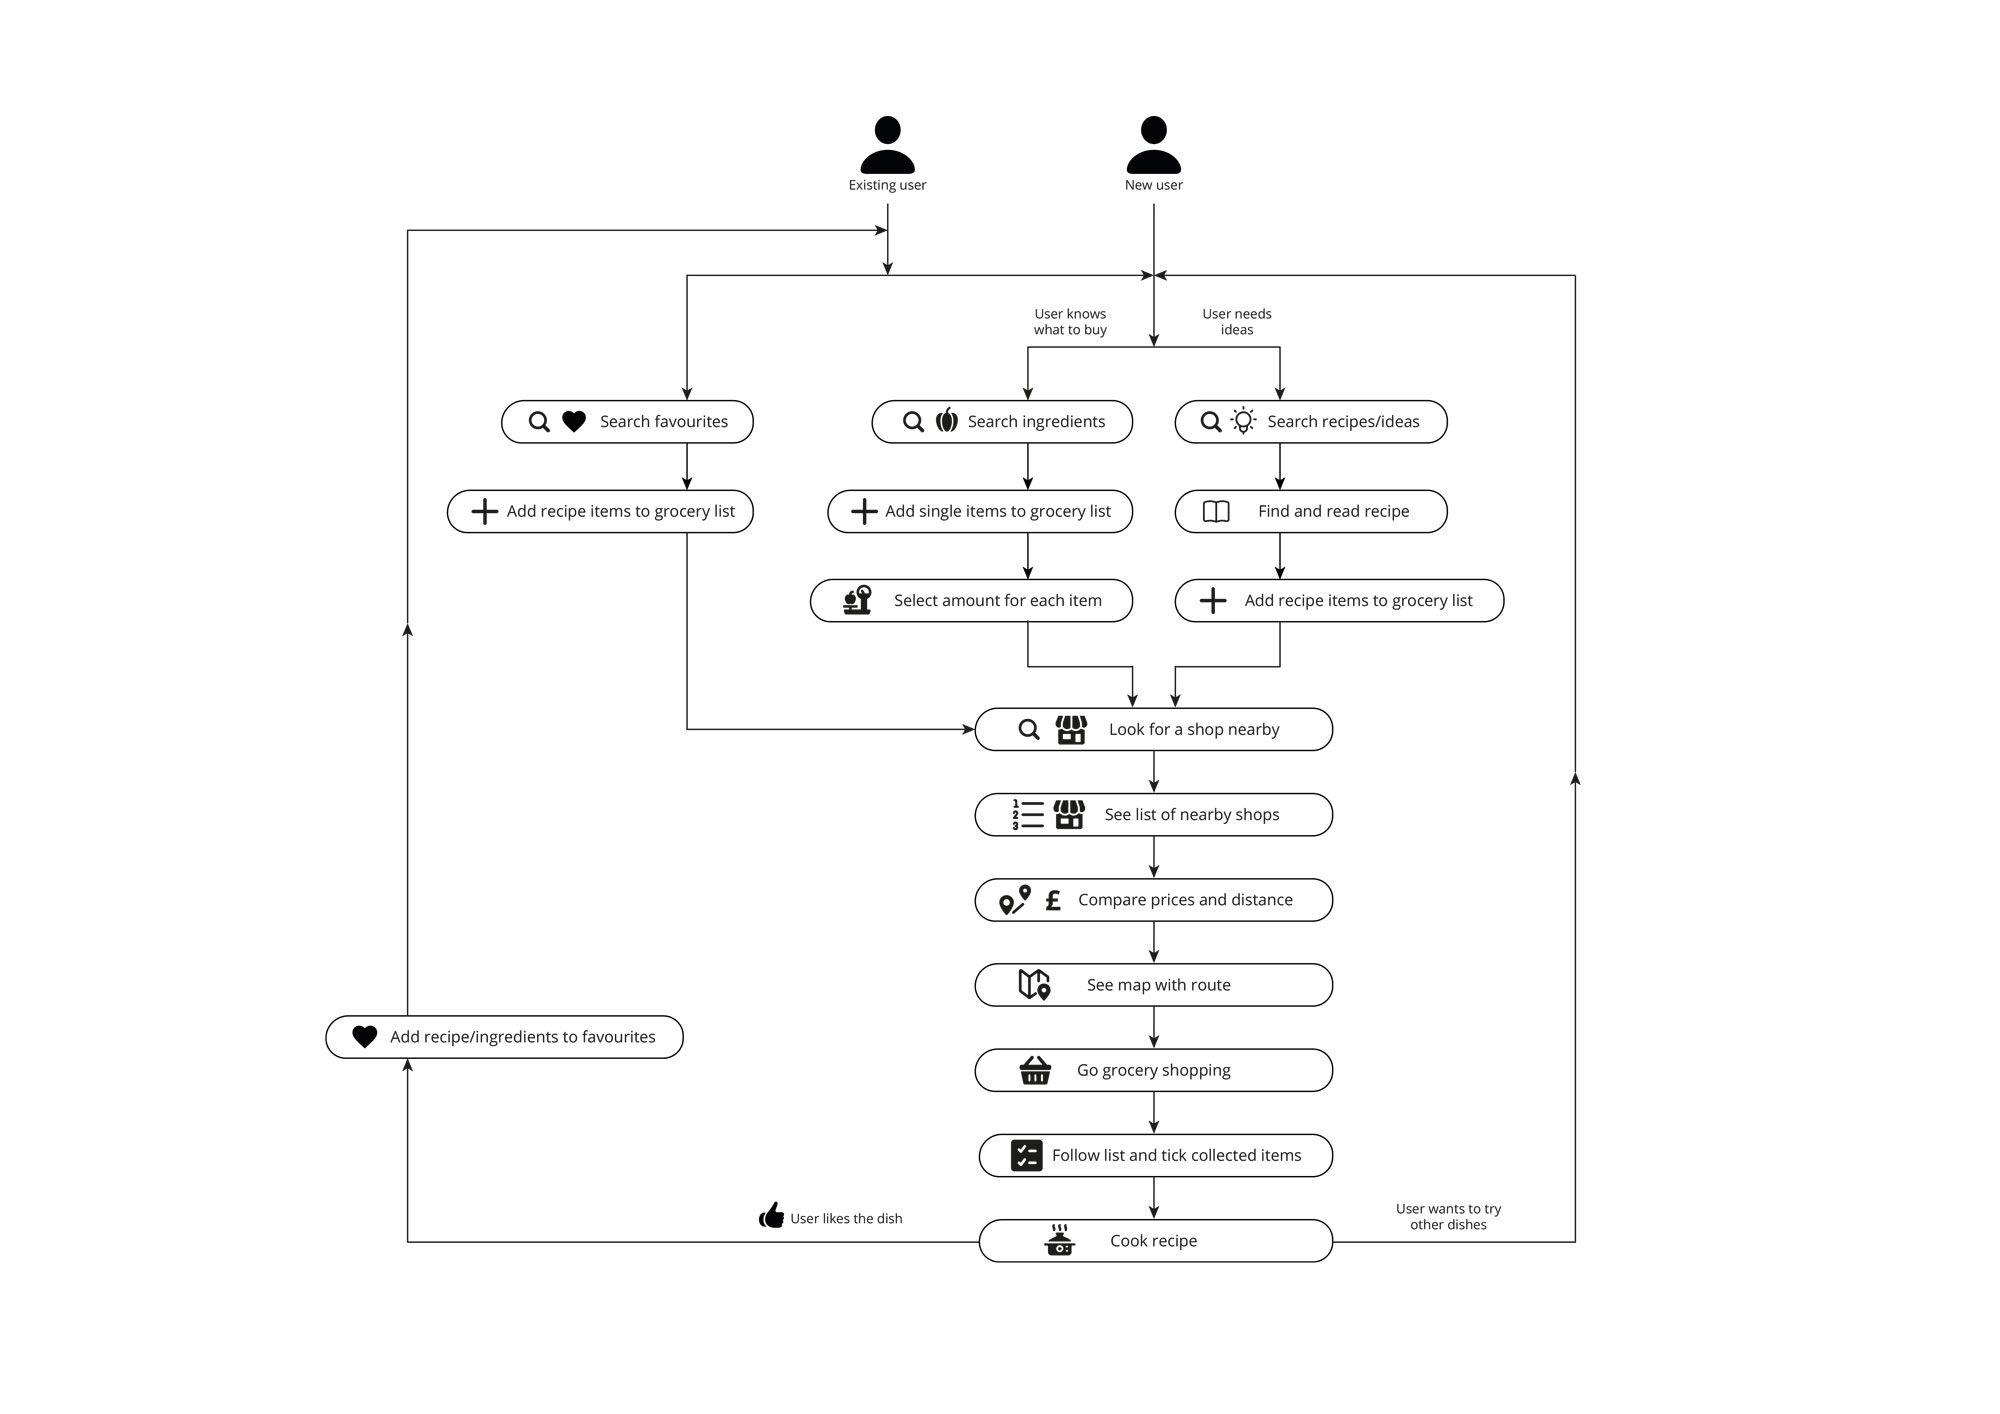 Existing user
New user
User knows
what to buy
User needs
ideas
Search favourites
Search ingredients
Search recipes/ideas
Add recipe items to grocery list
Add single items to grocery list
Find and read recipe
Select amount for each item
Add recipe items to grocery list
Look for a shop nearby
1
2
3
See list of nearby shops
£
Compare prices and distance
See map with route
Add recipe/ingredients to favourites
Go grocery shopping
Follow list and tick collected items
User likes the dish
User wants to try
other dishes
Cook recipe